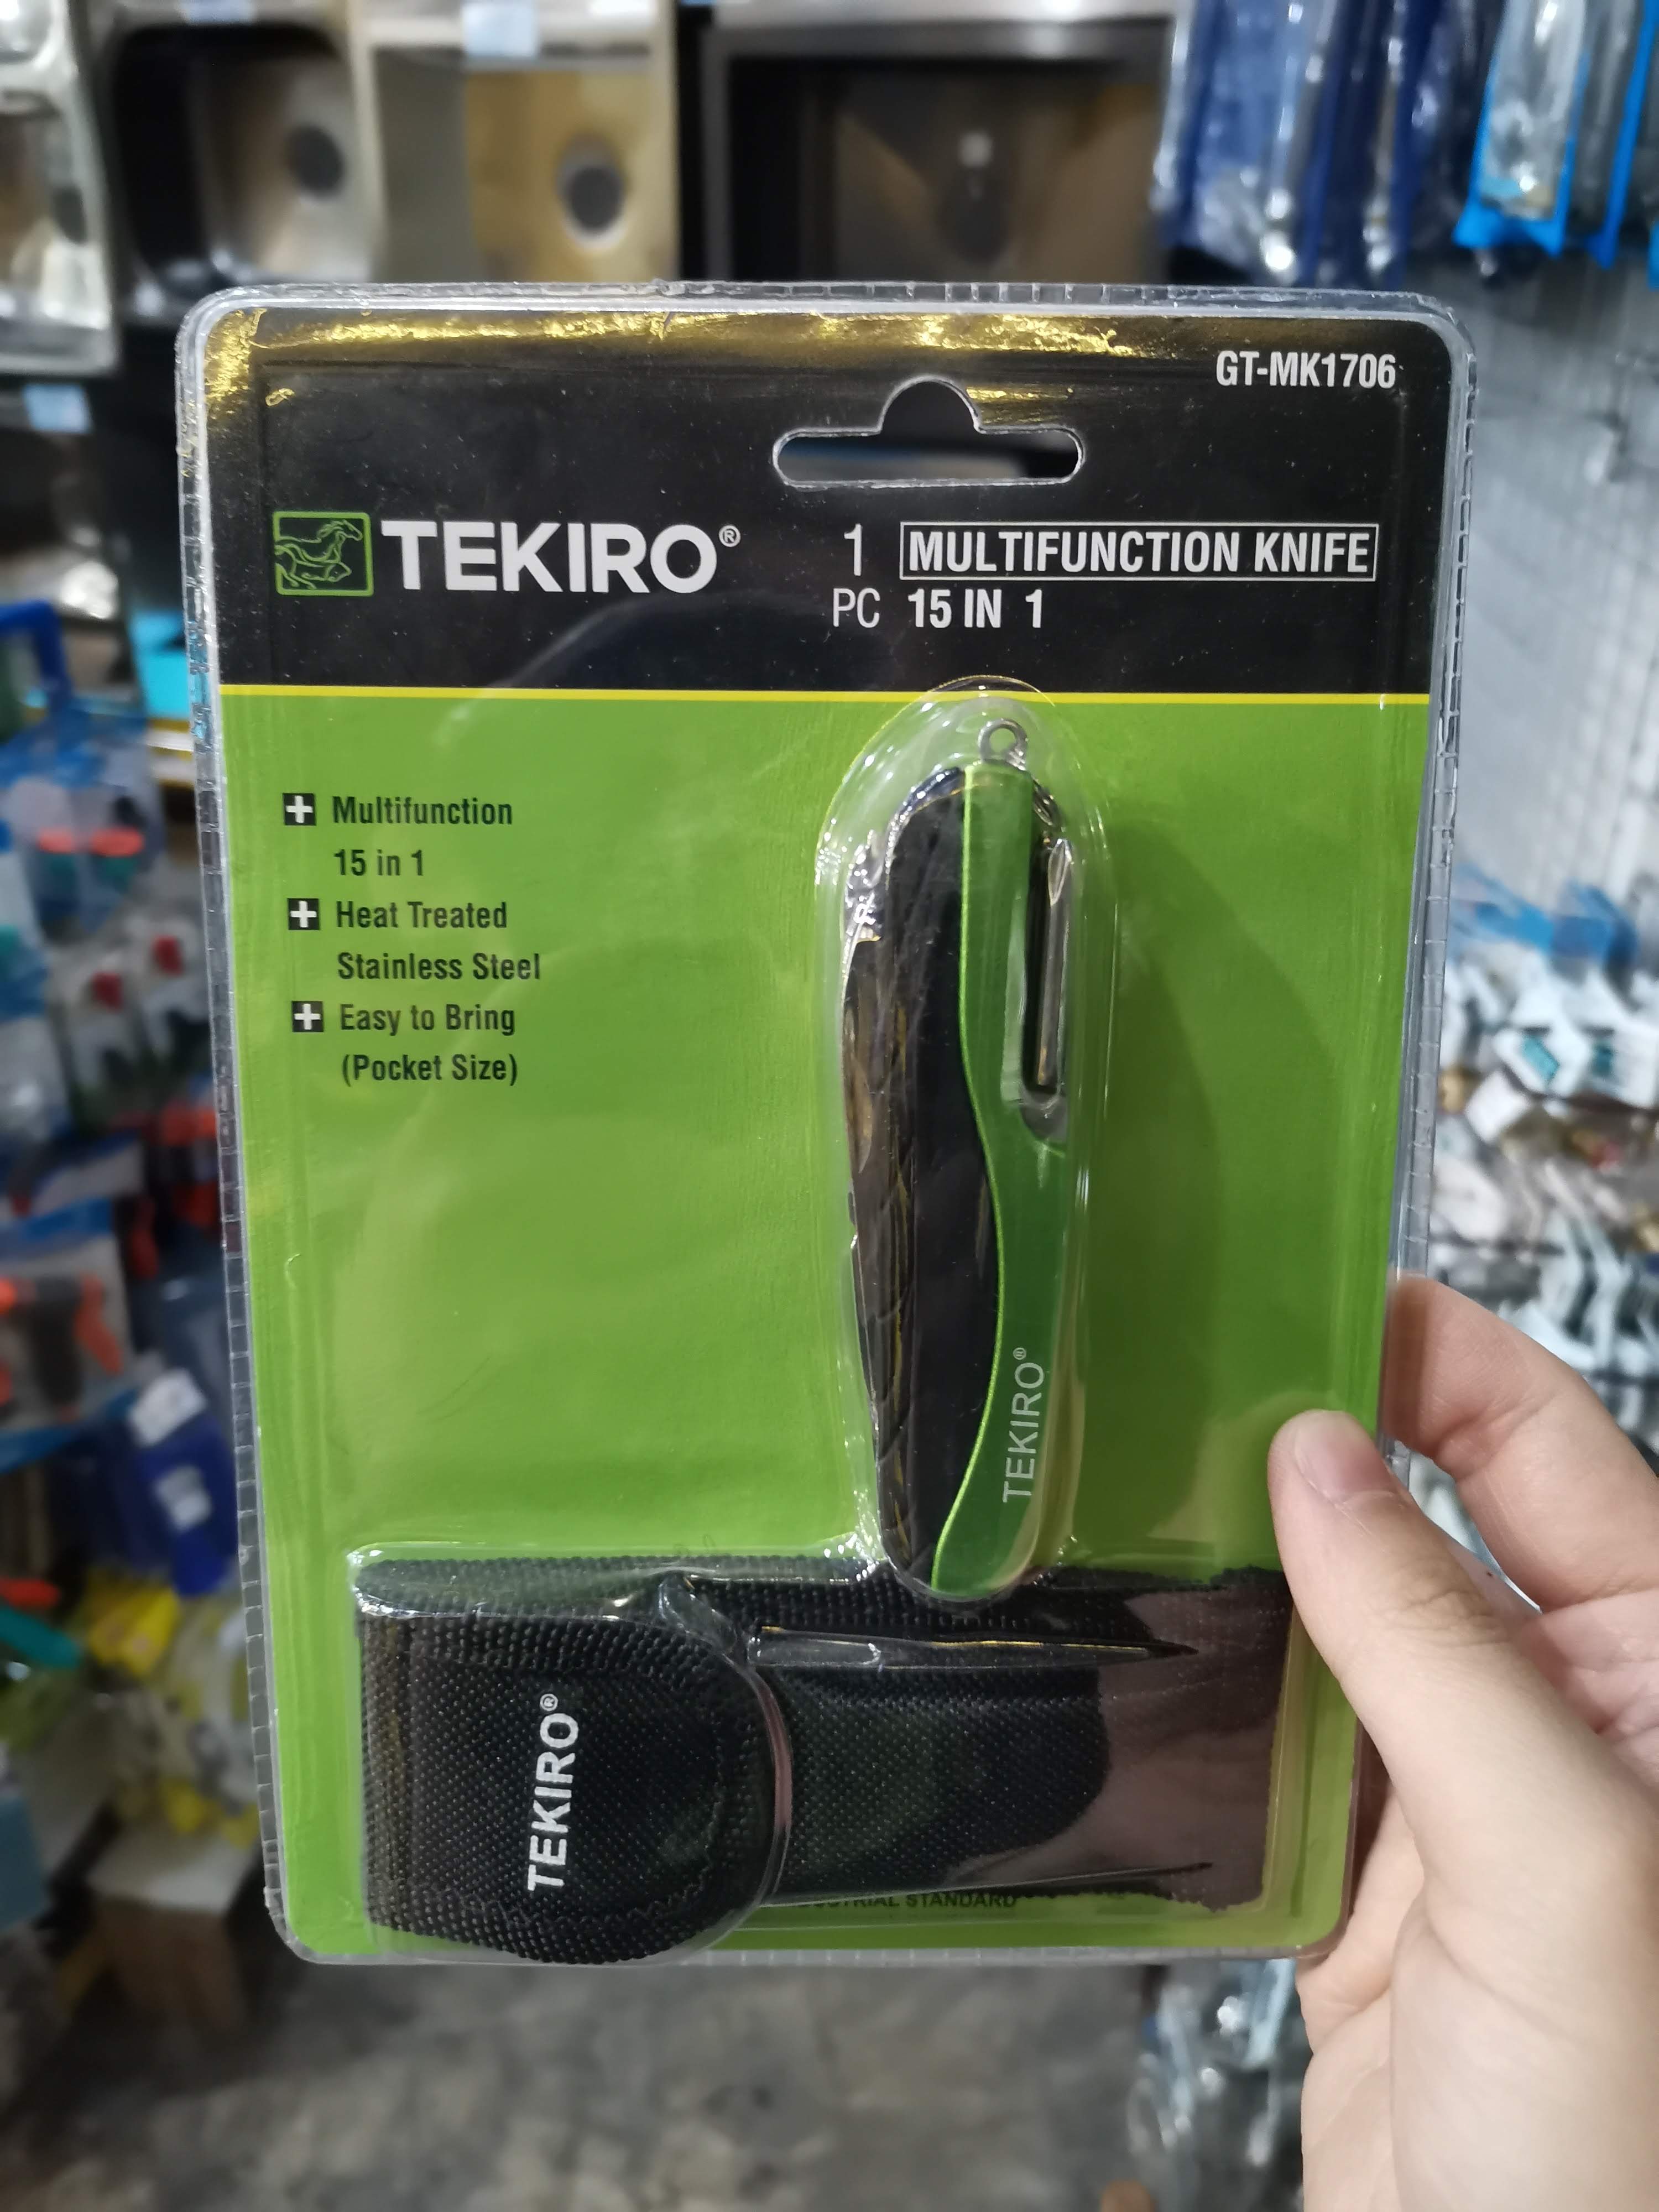 GT-MK1706
TEKIRO®
1 MULTIFUNCTION KNIFE
PC 15 IN 1
Multifunction
15 in 1
Heat Treated
Stainless Steel
Easy to Bring
(Pocket Size)
TEKIRO®
TEKIRO®
STANDARD